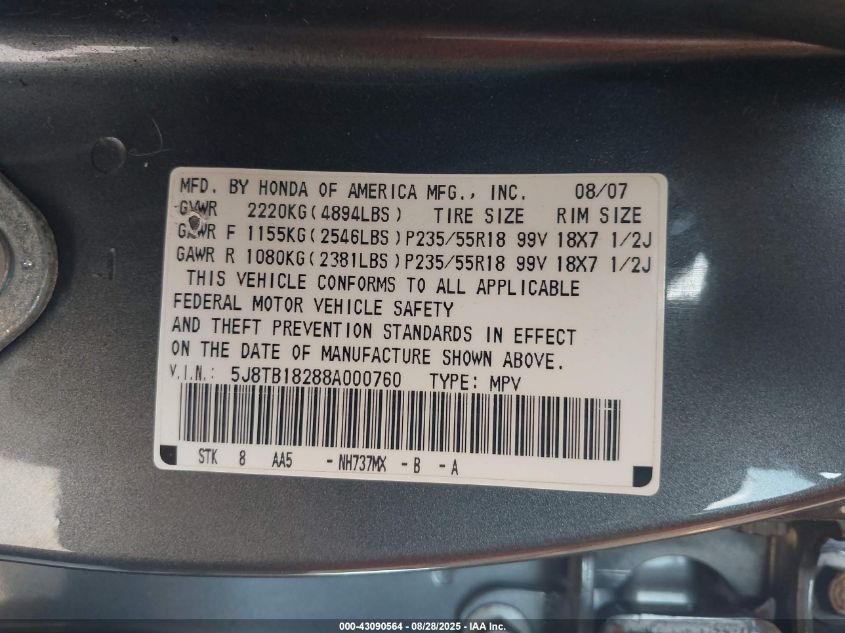 MFD. BY HONDA OF AMERICA MFG., INC. 08/07
GVWR 2220KG(4894LBS) TIRE SIZE RIM SIZE
GAWR F 1155KG(2546LBS)P235/55R18 99V 18X7 1/2J
GAWR R 1080KG(2381LBS)P235/55R18 99V 18X7 1/2J
THIS VEHICLE CONFORMS TO ALL APPLICABLE
FEDERAL MOTOR VEHICLE SAFETY
AND THEFT PREVENTION STANDARDS IN EFFECT
ON THE DATE OF MANUFACTURE SHOWN ABOVE.
V.I.N.: 5J8TB18288A000760 TYPE: MPV
STK 8 AA5 -NH737MX -B -A
000-43090564 - 08/28/2025 - IAA Inc.